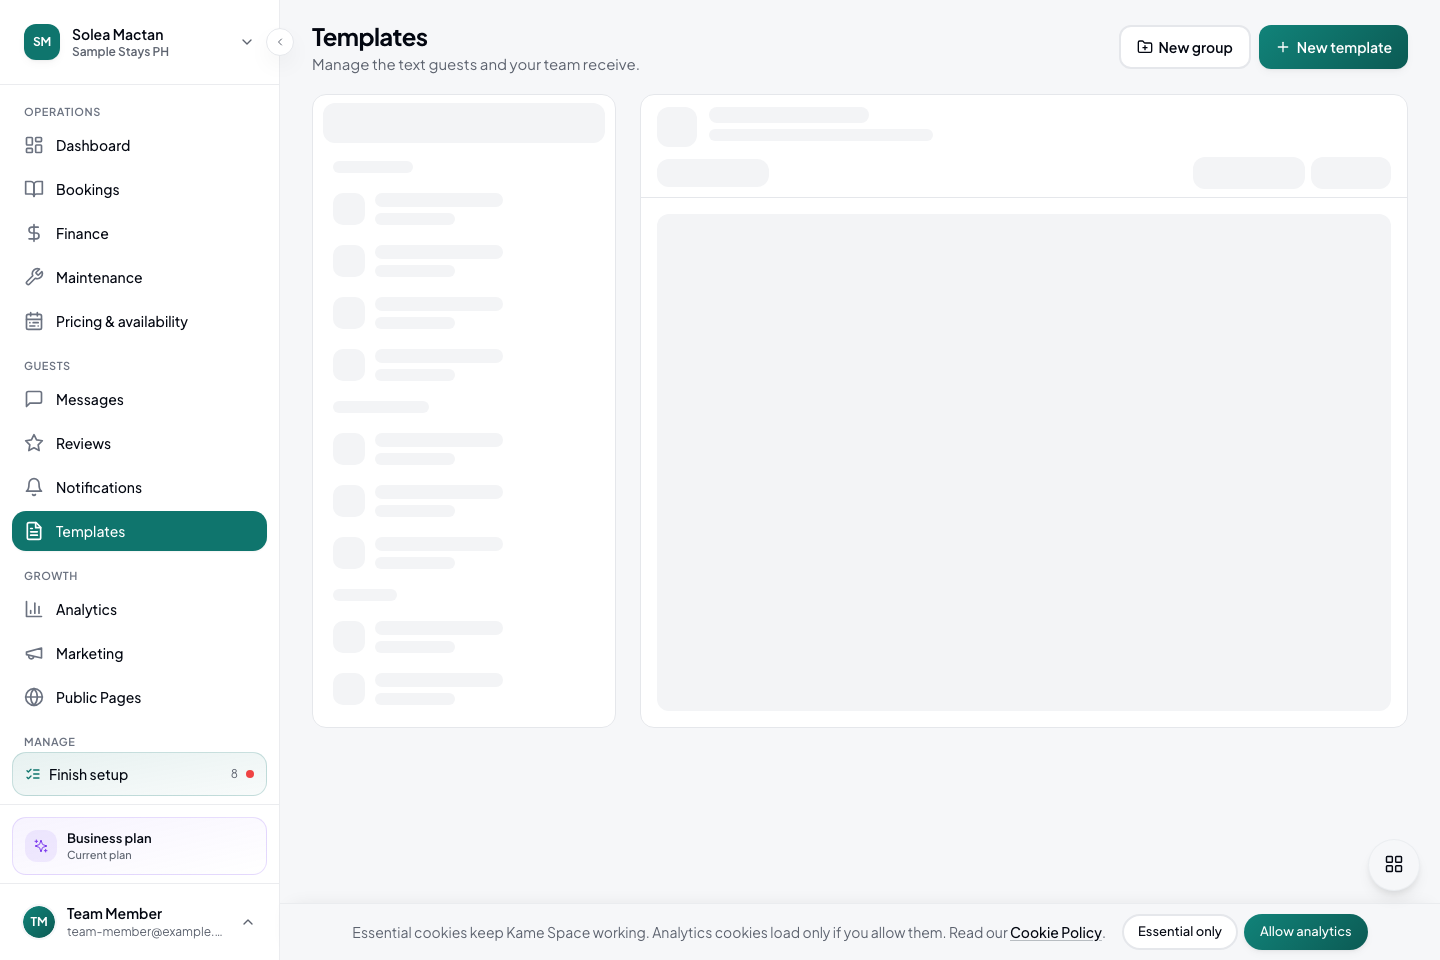 SM
Solea Mactan
Sample Stays PH
OPERATIONS
Dashboard
Bookings
Finance
Maintenance
Pricing & availability
GUESTS
Messages
Reviews
Notifications
Templates
GROWTH
Analytics
Marketing
Public Pages
MANAGE
Finish setup 8
Business plan
Current plan
TM
Team Member
team-member@example....
Templates
Manage the text guests and your team receive.
New group
New template
Essential cookies keep Kame Space working. Analytics cookies load only if you allow them. Read our Cookie Policy.
Essential only
Allow analytics